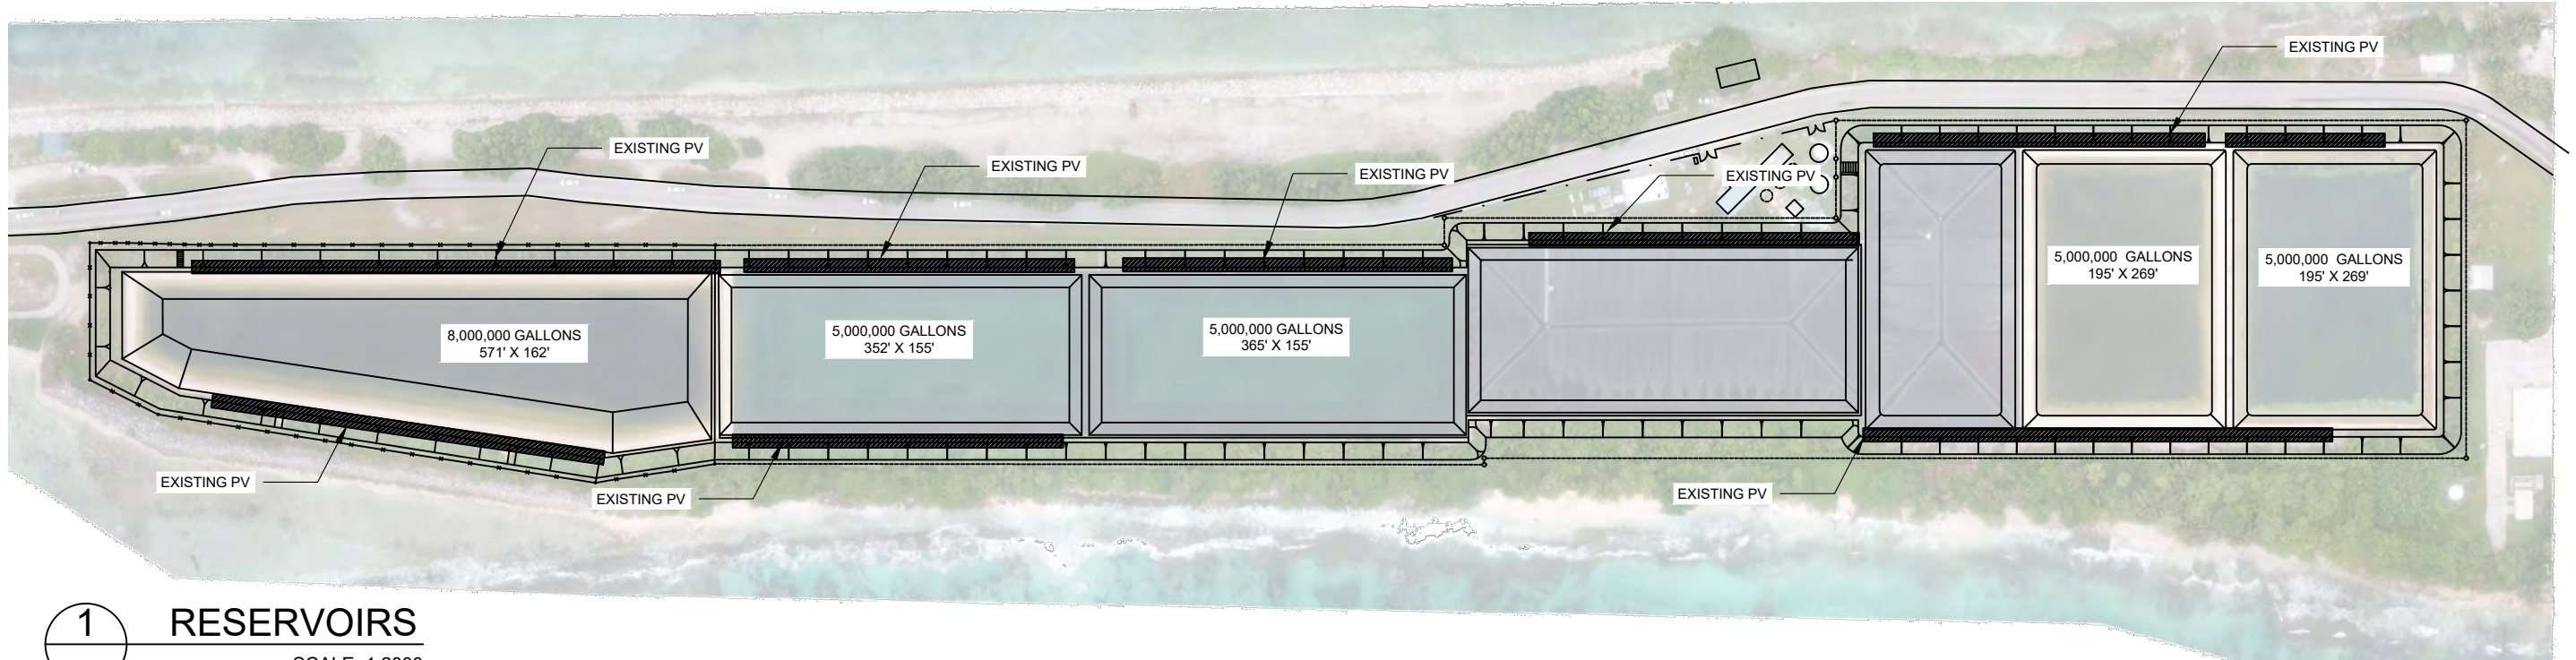 EXISTING PV
EXISTING PV
EXISTING PV
EXISTING PV
EXISTING PV
8,000,000 GALLONS
571' X 162'
5,000,000 GALLONS
352' X 155'
5,000,000 GALLONS
365' X 155'
5,000,000 GALLONS
195' X 269'
5,000,000 GALLONS
195' X 269'
EXISTING PV
EXISTING PV
EXISTING PV
1
RESERVOIRS